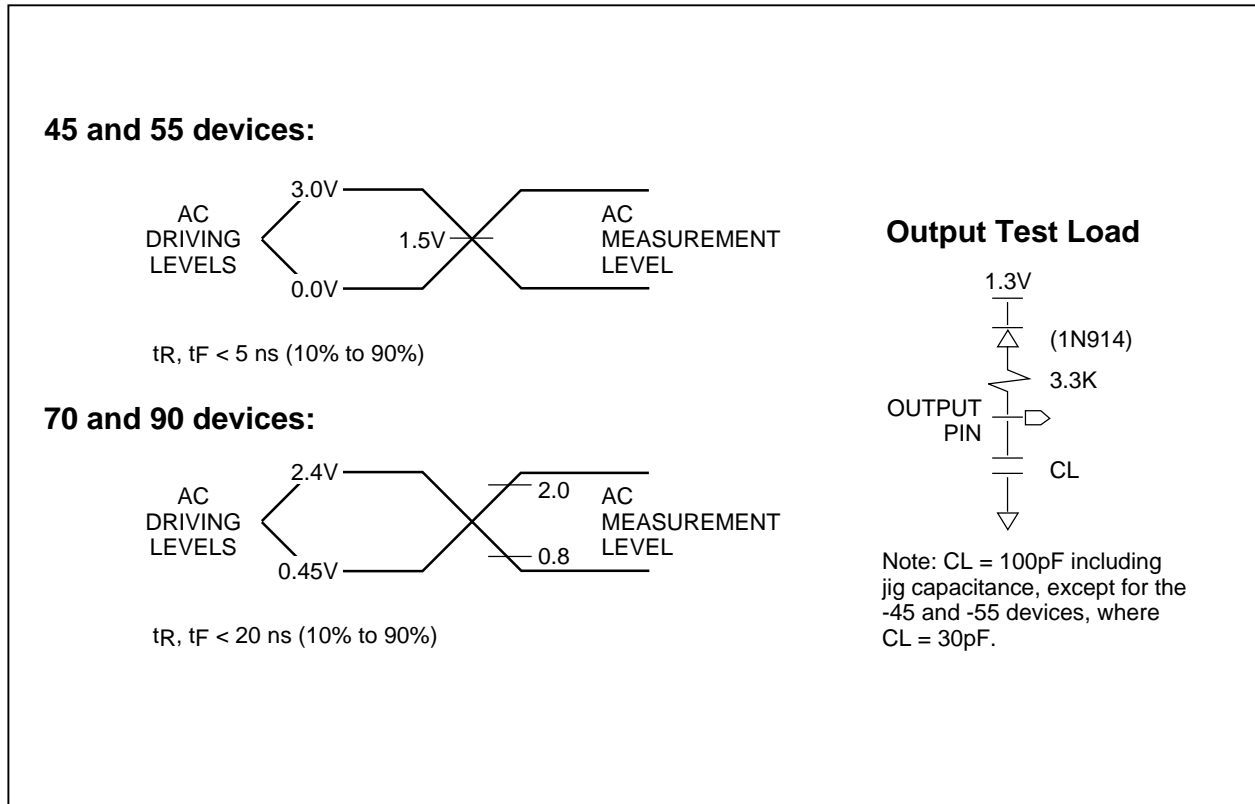 45 and 55 devices:
3.0V
AC
DRIVING
LEVELS
1.5V
AC
MEASUREMENT
LEVEL
0.0V
tR, tF < 5 ns (10% to 90%)
70 and 90 devices:
2.4V
AC
DRIVING
LEVELS
2.0
AC
MEASUREMENT
LEVEL
0.8
0.45V
tR, tF < 20 ns (10% to 90%)
Output Test Load
1.3V
(1N914)
3.3K
OUTPUT
PIN
CL
Note: CL = 100pF including
jig capacitance, except for the
-45 and -55 devices, where
CL = 30pF.